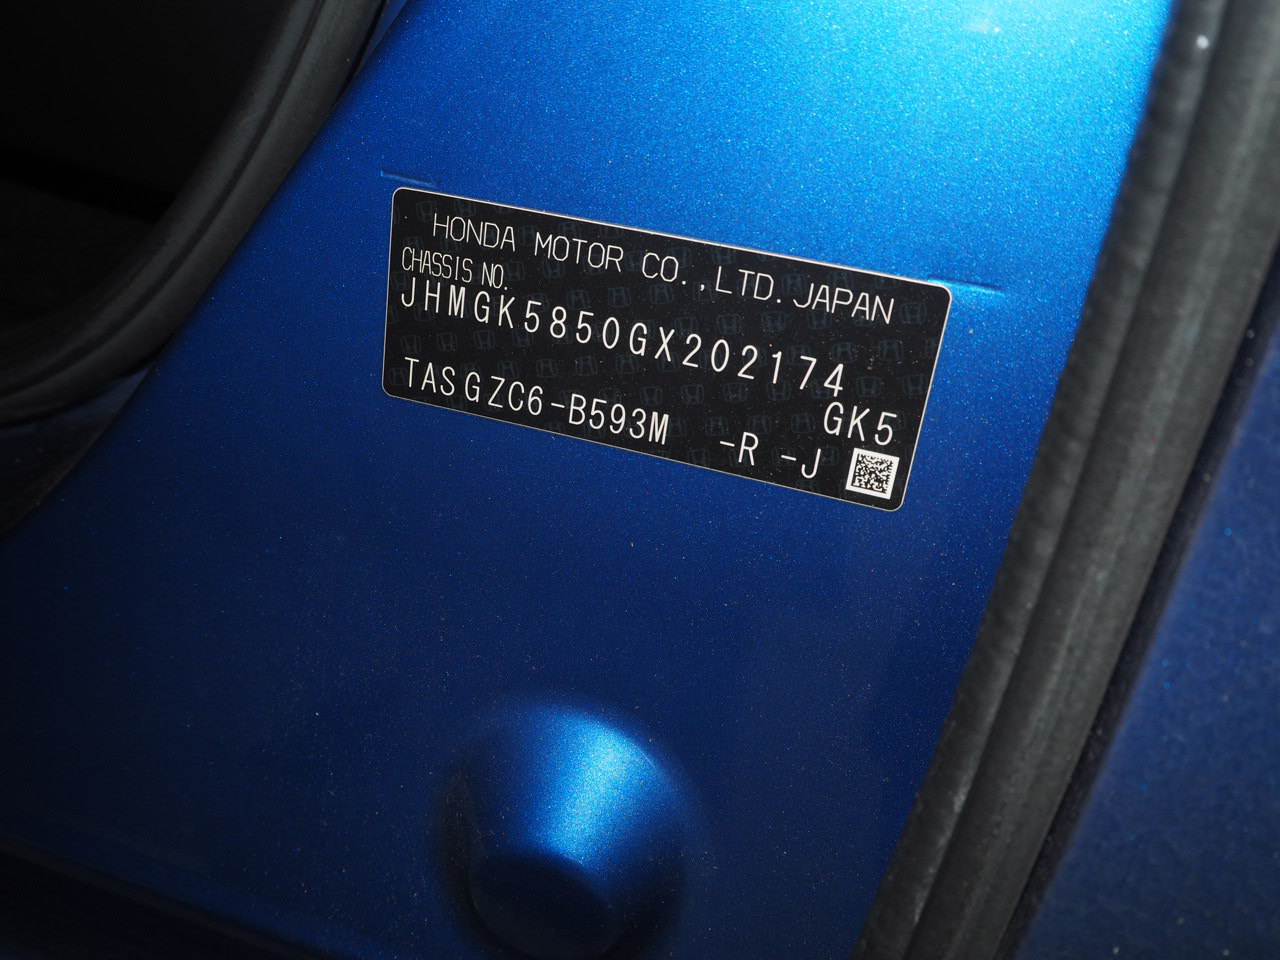 HONDA MOTOR CO.,LTD.JAPAN
CHASSIS NO.
JHMGK5850GX202174
GK5
TASGZC6-B593M -R -J